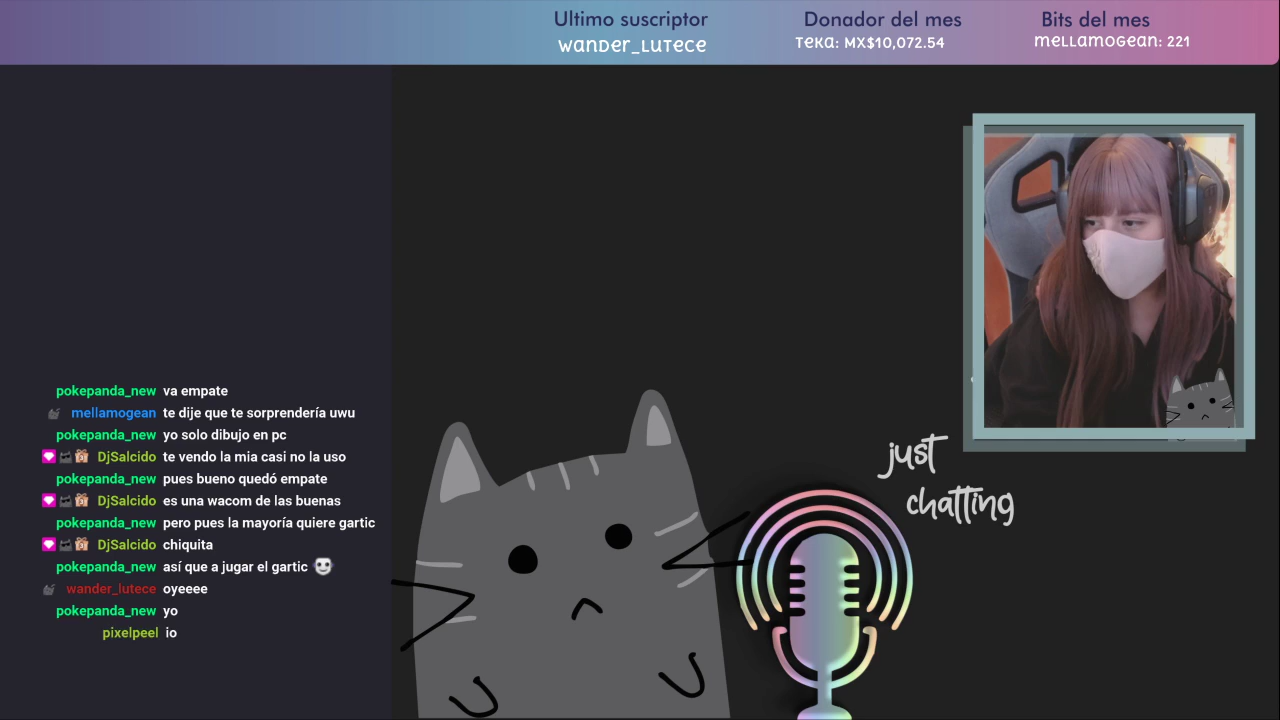 Ultimo suscriptor
wander_lutece
Donador del mes
Teka: MX$10,072.54
Bits del mes
mellamogean: 221
pokepanda_new va empate
mellamogean te dije que te sorprendería uwu
pokepanda_new yo solo dibujo en pc
DjSalcido te vendo la mia casi no la uso
pokepanda_new pues bueno quedó empate
DjSalcido es una wacom de las buenas
pokepanda_new pero pues la mayoría quiere gartic
DjSalcido chiquita
pokepanda_new así que a jugar el gartic
wander_lutece oyeeee
pokepanda_new yo
pixelpeel io
just
chatting